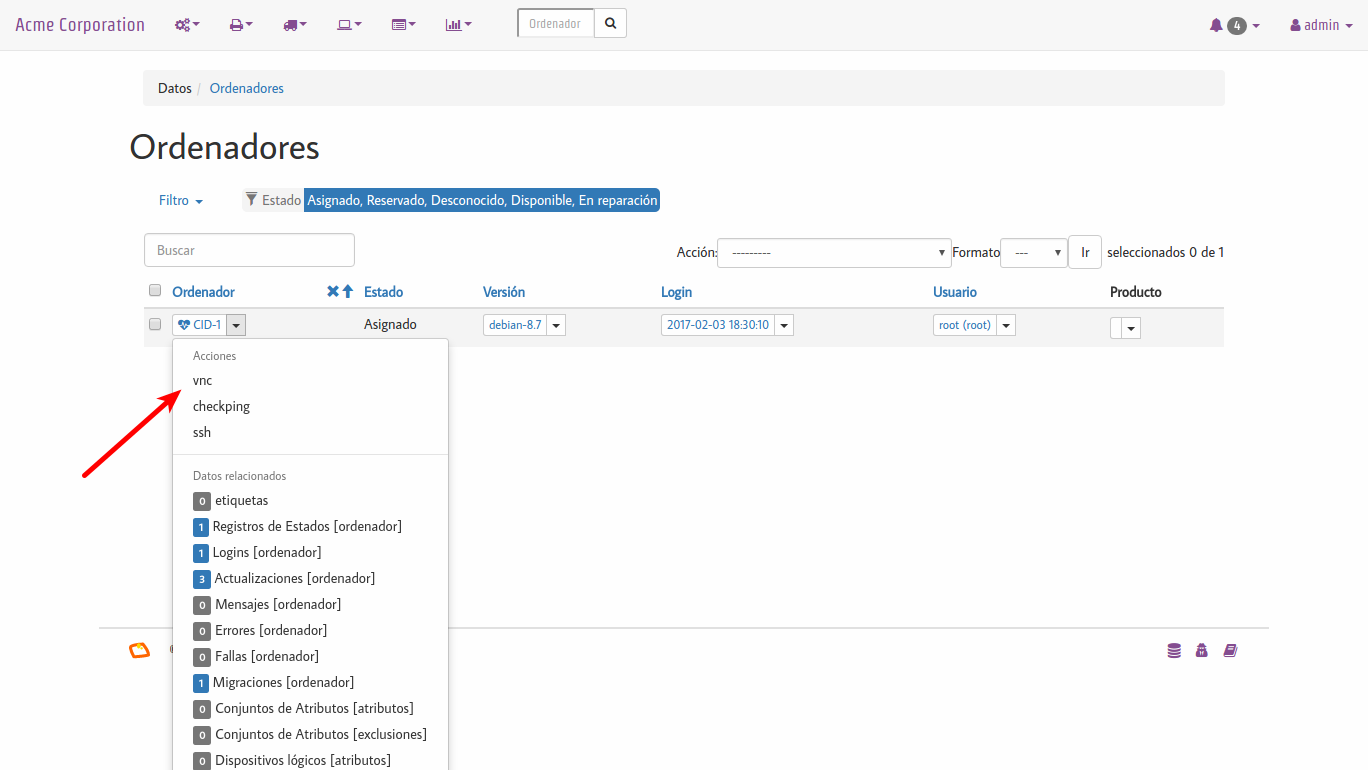 Acme Corporation Ordenador 4 admin
Datos / Ordenadores
Ordenadores
Filtro Estado Asignado, Reservado, Desconocido, Disponible, En reparación
Buscar Acción: --------- Formato --- Ir seleccionados 0 de 1
Ordenador Estado Versión Login Usuario Producto
CID-1 Asignado debian-8.7 2017-02-03 18:30:10 root (root)
Acciones
vnc
checkping
ssh
Datos relacionados
0 etiquetas
1 Registros de Estados [ordenador]
1 Logins [ordenador]
3 Actualizaciones [ordenador]
0 Mensajes [ordenador]
0 Errores [ordenador]
0 Fallas [ordenador]
1 Migraciones [ordenador]
0 Conjuntos de Atributos [atributos]
0 Conjuntos de Atributos [exclusiones]
0 Dispositivos lógicos [atributos]